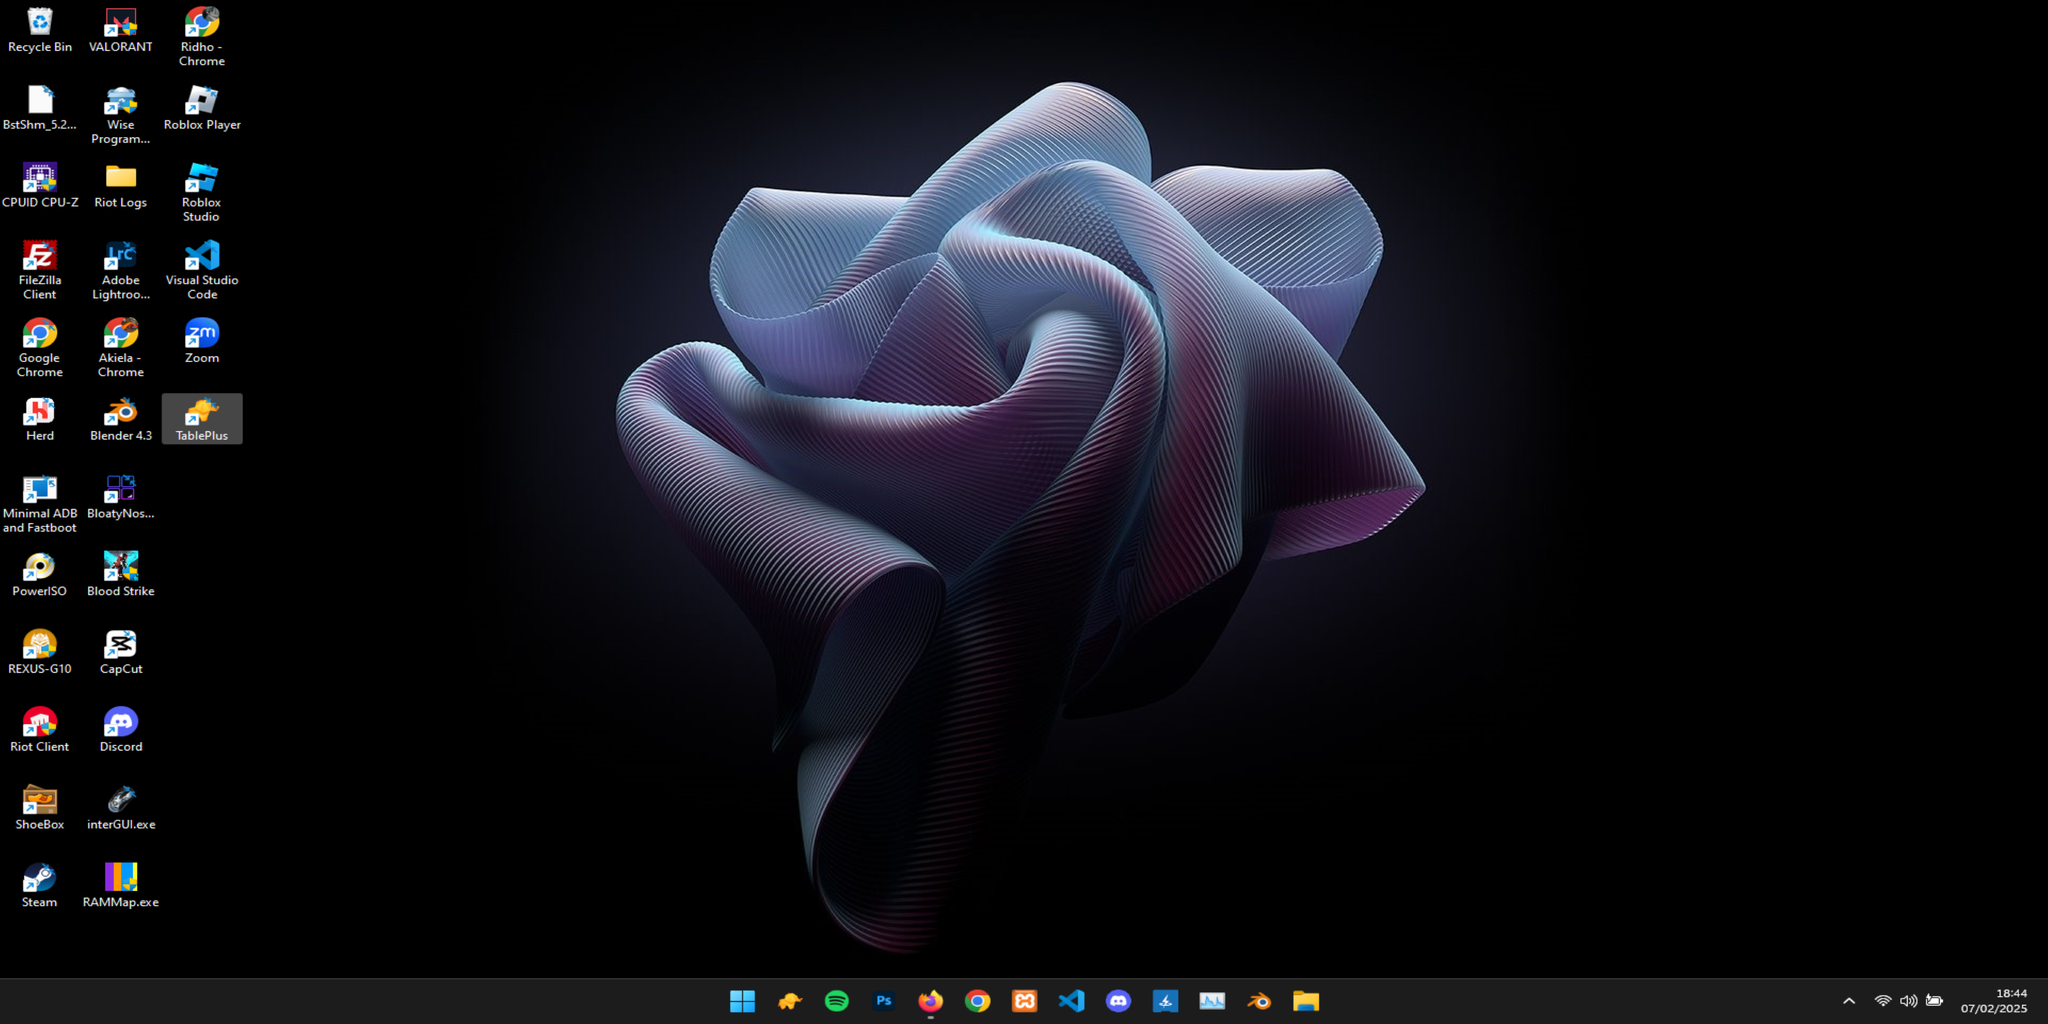 Recycle Bin
VALORANT
Ridho -
Chrome
BstShm_5.2...
Wise
Program...
Roblox Player
CPUID CPU-Z
Riot Logs
Roblox
Studio
FileZilla
Client
Adobe
Lightroo...
Visual Studio
Code
Google
Chrome
Akiela -
Chrome
Zoom
Herd
Blender 4.3
TablePlus
Minimal ADB
and Fastboot
BloatyNos...
PowerISO
Blood Strike
REXUS-G10
CapCut
Riot Client
Discord
ShoeBox
interGUI.exe
Steam
RAMMap.exe
LrC
zm
Ps
18:44
07/02/2025